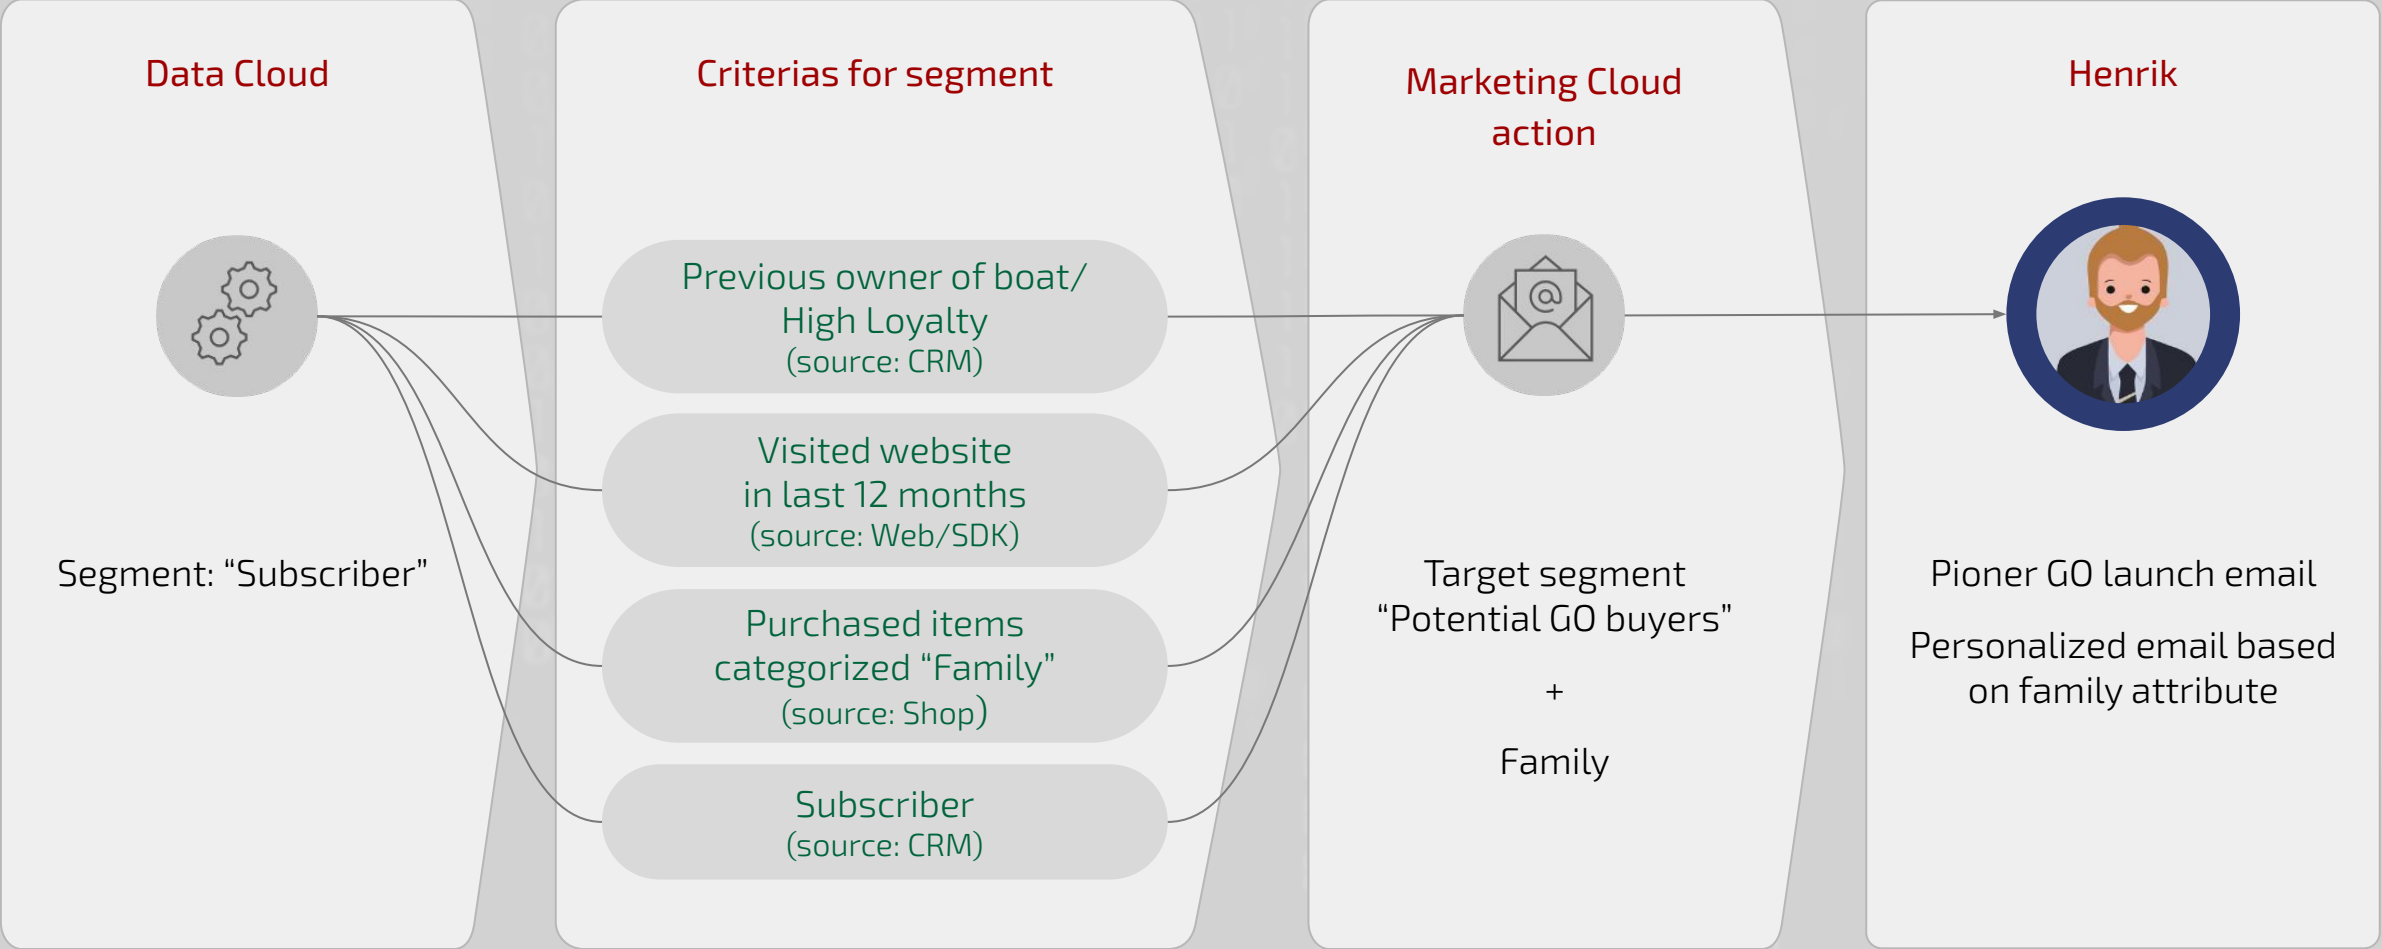 Data Cloud
Segment: “Subscriber”
Criterias for segment
Previous owner of boat/
High Loyalty
(source: CRM)
Visited website
in last 12 months
(source: Web/SDK)
Purchased items
categorized “Family”
(source: Shop)
Subscriber
(source: CRM)
Marketing Cloud
action
@
Target segment
“Potential GO buyers”
+
Family
Henrik
Pioner GO launch email
Personalized email based
on family attribute